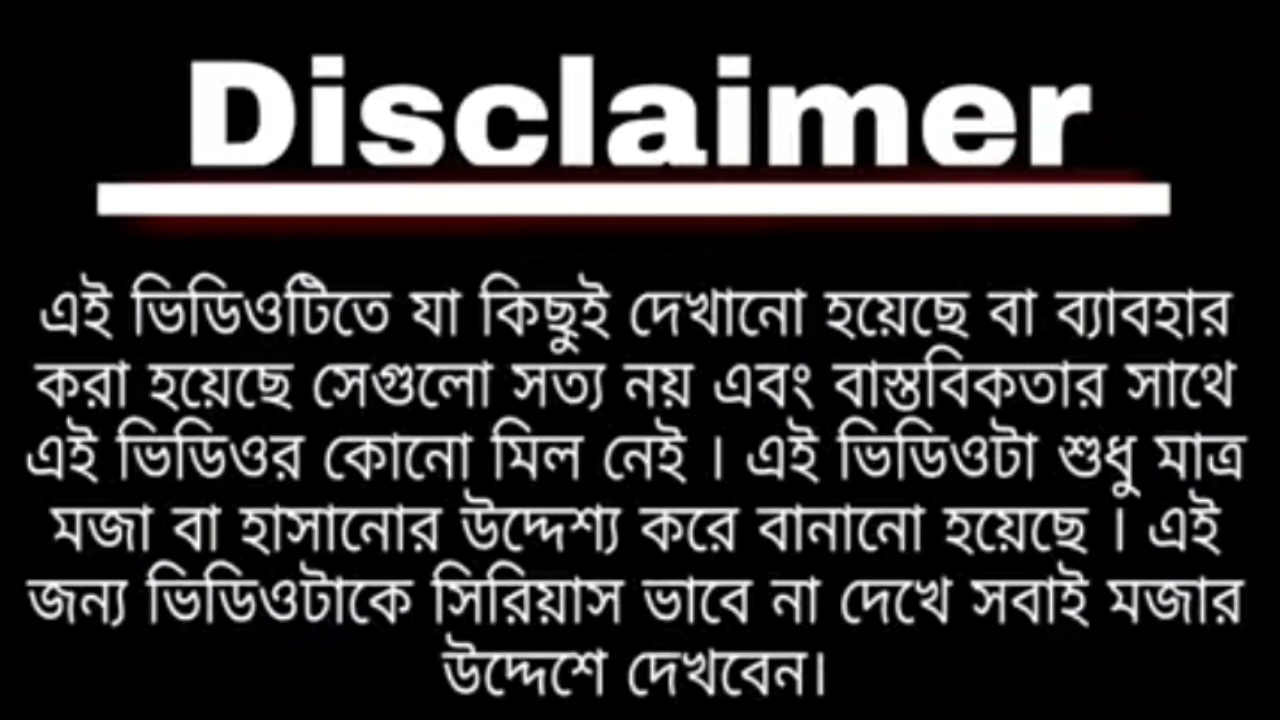 Disclaimer
এই ভিডিওটিতে যা কিছুই দেখানো হয়েছে বা ব্যাবহার
করা হয়েছে সেগুলো সত্য নয় এবং বাস্তবিকতার সাথে
এই ভিডিওর কোনো মিল নেই । এই ভিডিওটা শুধু মাত্র
মজা বা হাসানোর উদ্দেশ্য করে বানানো হয়েছে । এই
জন্য ভিডিওটাকে সিরিয়াস ভাবে না দেখে সবাই মজার
উদ্দেশে দেখবেন।